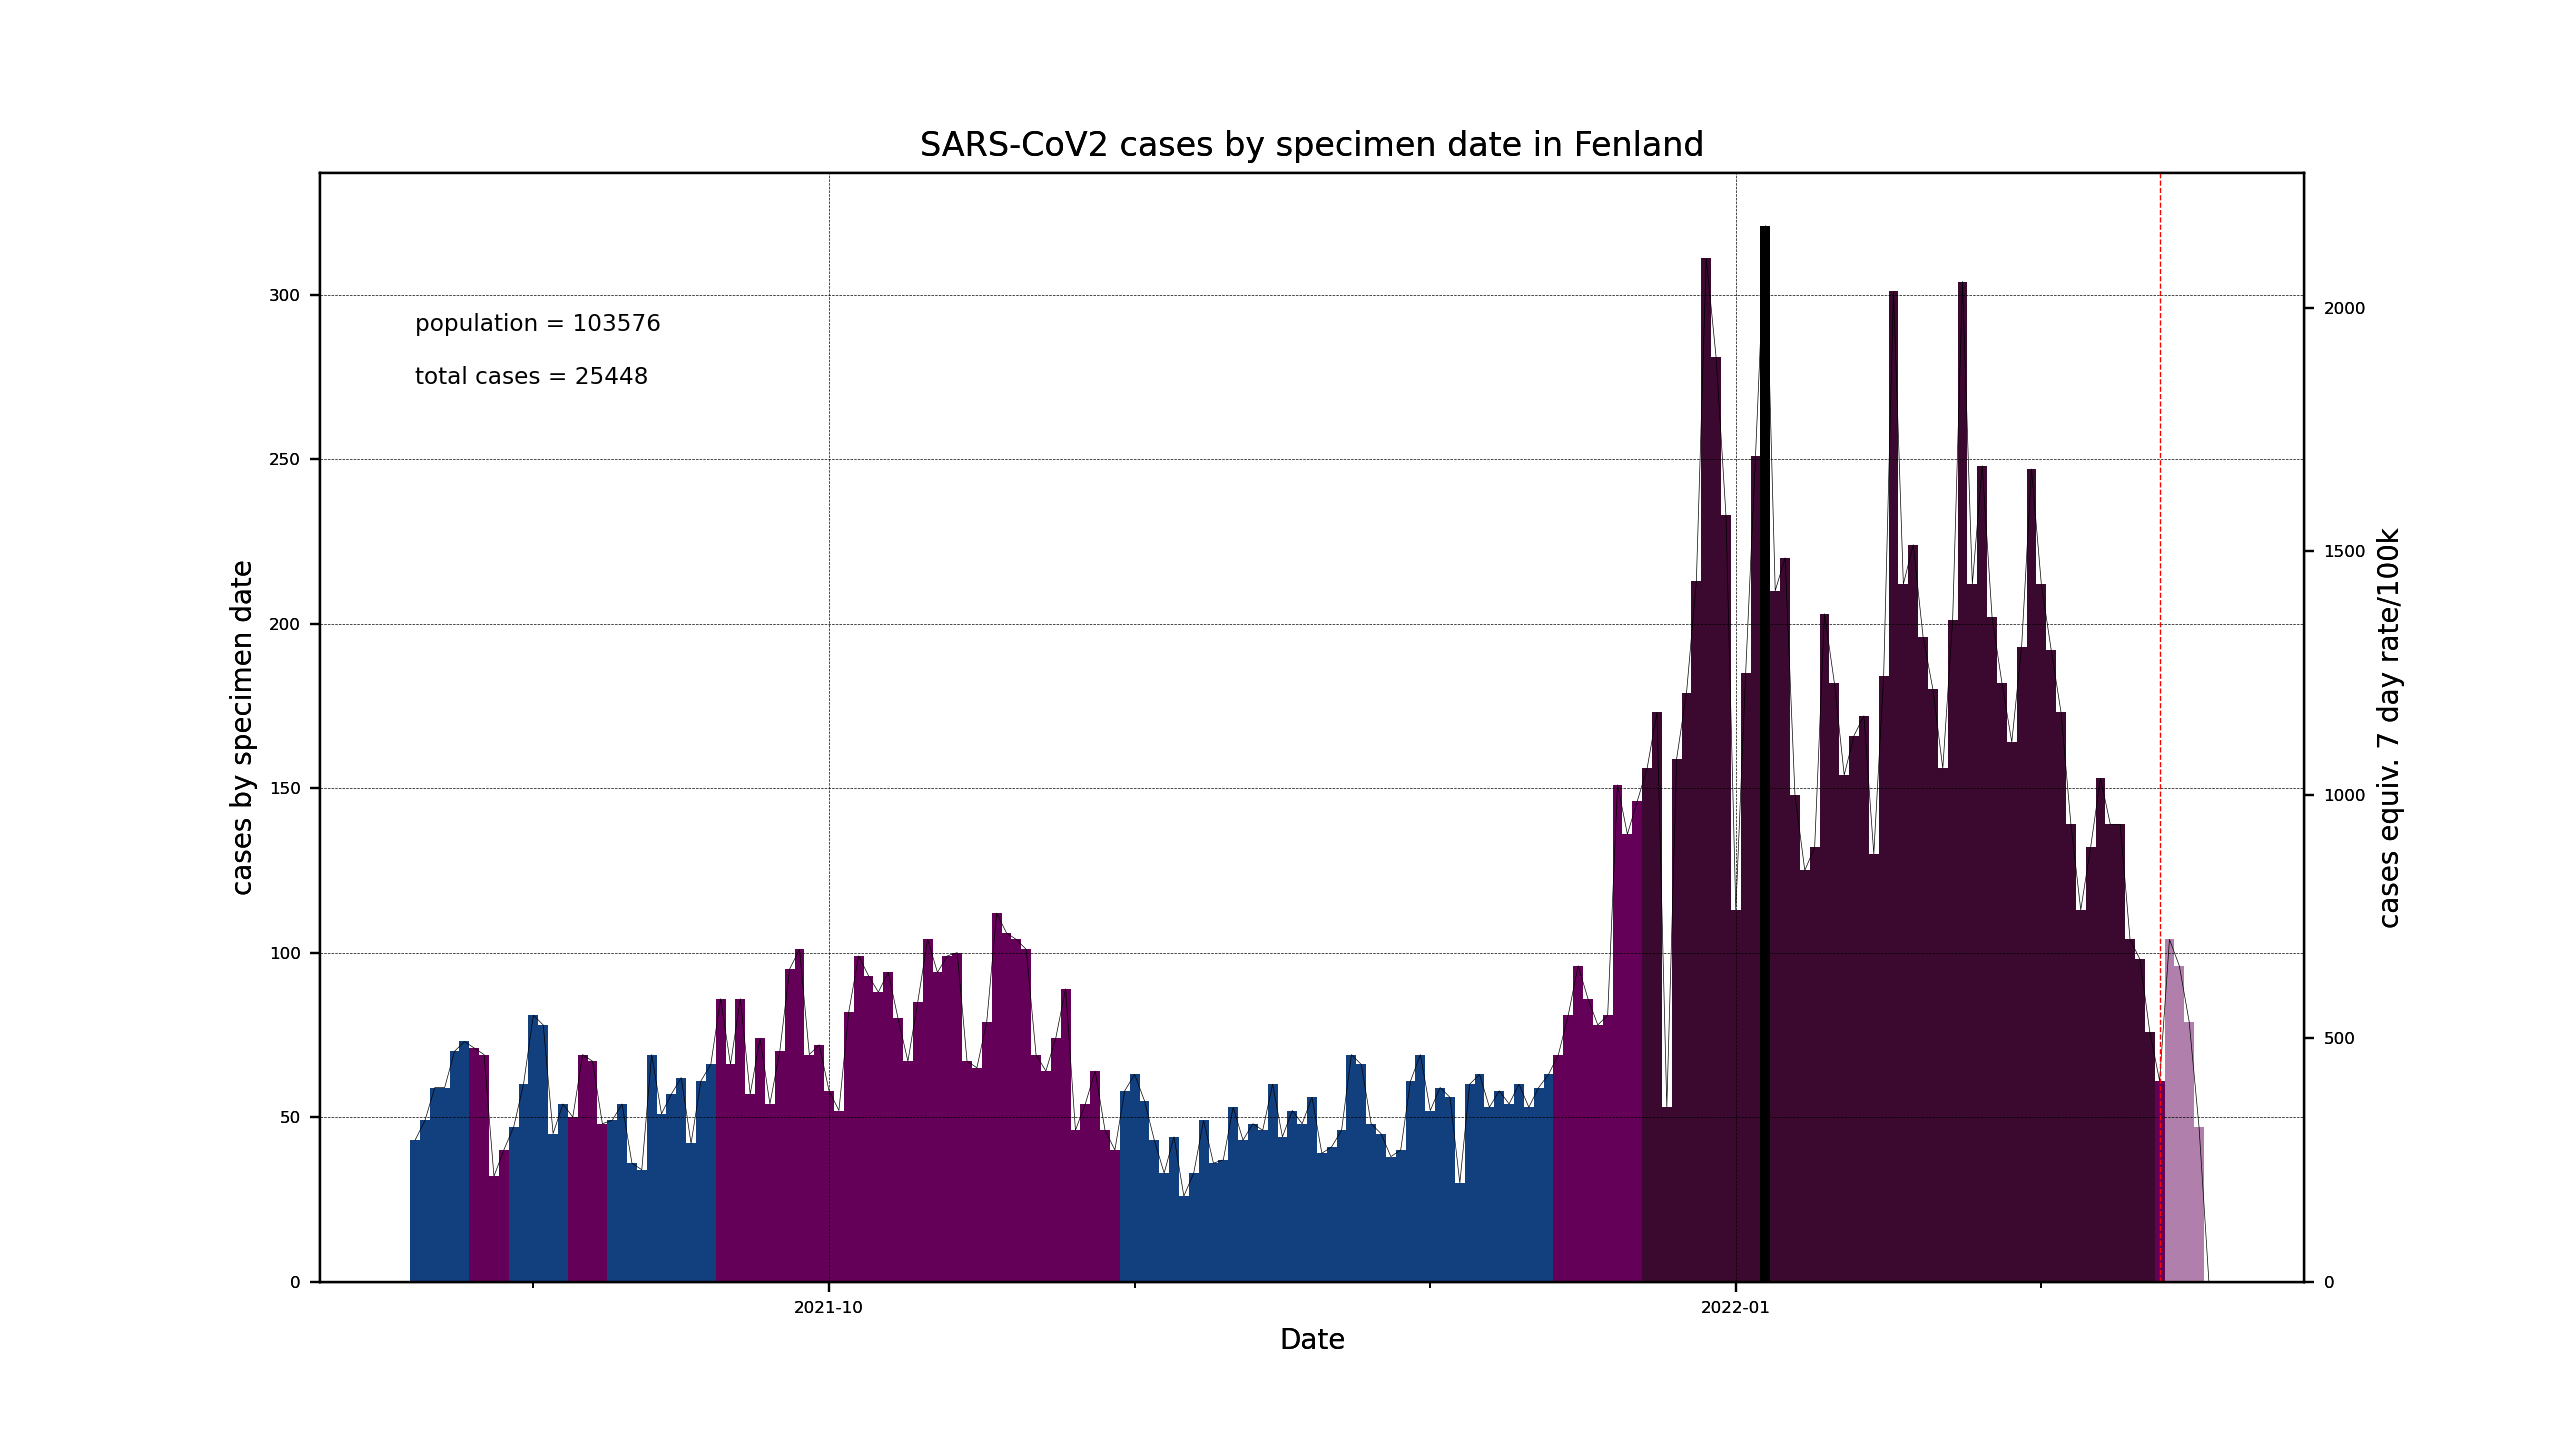 SARS-CoV2 cases by specimen date in Fenland
population = 103576
total cases = 25448
cases by specimen date
300
250
200
150
100
50
0
2000
1500
1000
500
0
cases equiv. 7 day rate/100k
2021-10
2022-01
Date